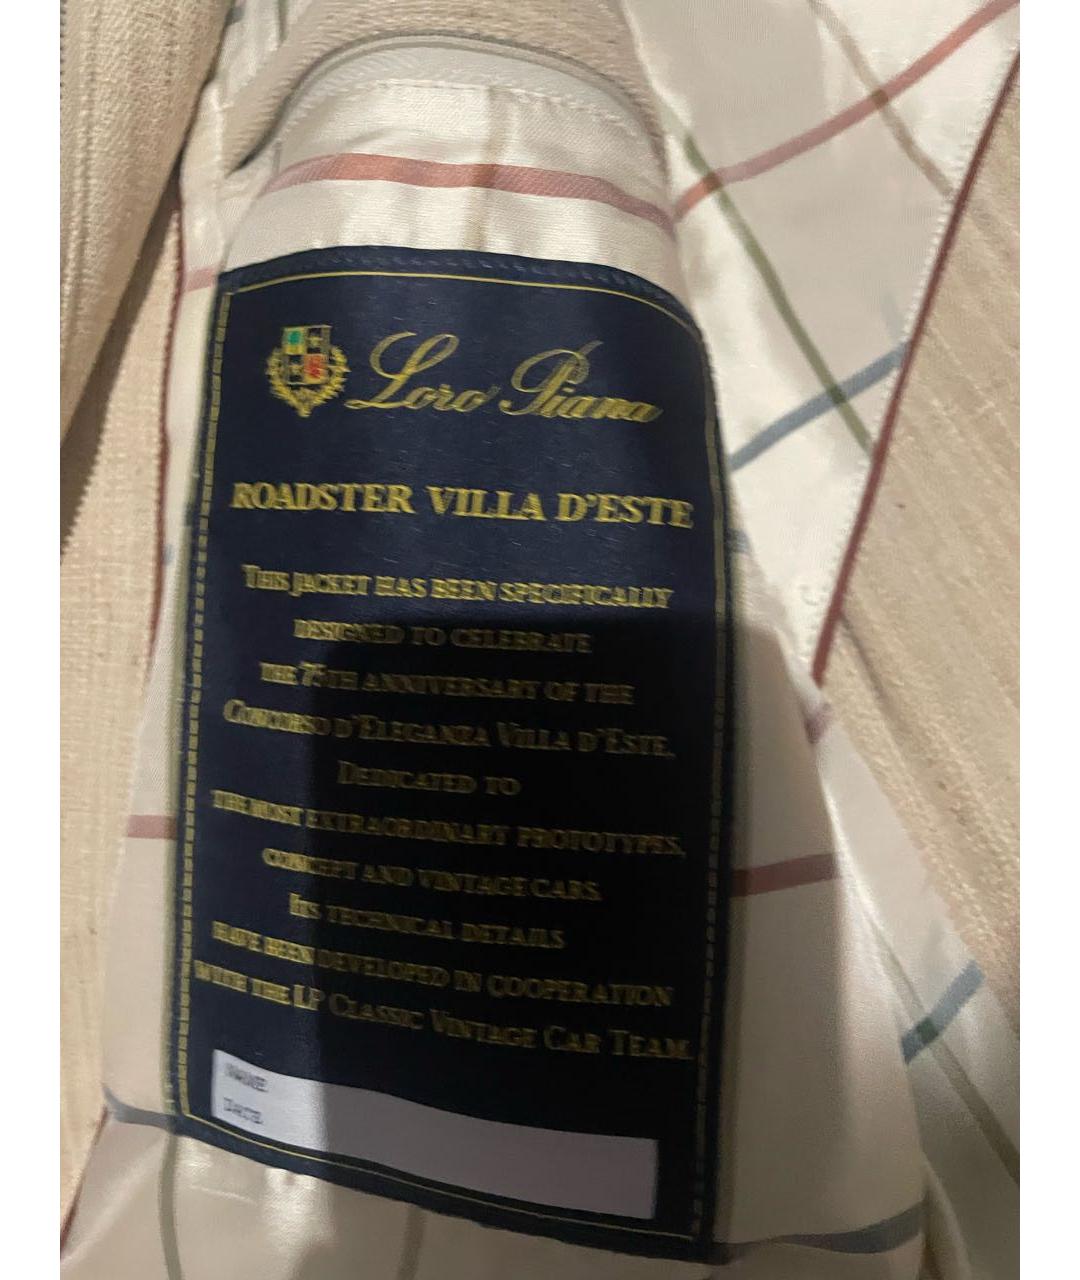 Loro Piana
ROADSTER VILLA D'ESTE
THIS JACKET HAS BEEN SPECIFICALLY
DESIGNED TO CELEBRATE
THE 75TH ANNIVERSARY OF THE
CONCORSO D'ELEGANZA VILLA D'ESTE,
DEDICATED TO
THE MOST EXTRAORDINARY PROTOTYPES,
CONCEPT AND VINTAGE CARS.
ITS TECHNICAL DETAILS
HAVE BEEN DEVELOPED IN COOPERATION
WITH THE LP CLASSIC VINTAGE CAR TEAM.
NAME
DATE